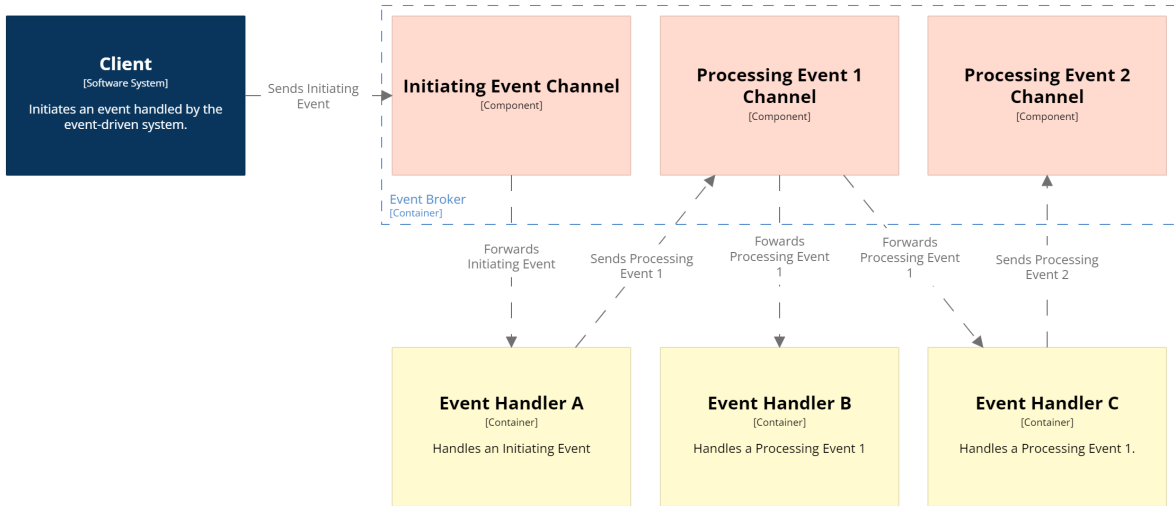 Client
[Software System]
Initiates an event handled by the
event-driven system.
Sends Initiating
Event
Initiating Event Channel
[Component]
Processing Event 1
Channel
[Component]
Processing Event 2
Channel
[Component]
Event Broker
[Container]
Forwards
Initiating Event
Sends Processing
Event 1
Fowards
Processing Event
1
Forwards
Processing Event
1
Sends Processing
Event 2
Event Handler A
[Container]
Handles an Initiating Event
Event Handler B
[Container]
Handles a Processing Event 1
Event Handler C
[Container]
Handles a Processing Event 1.